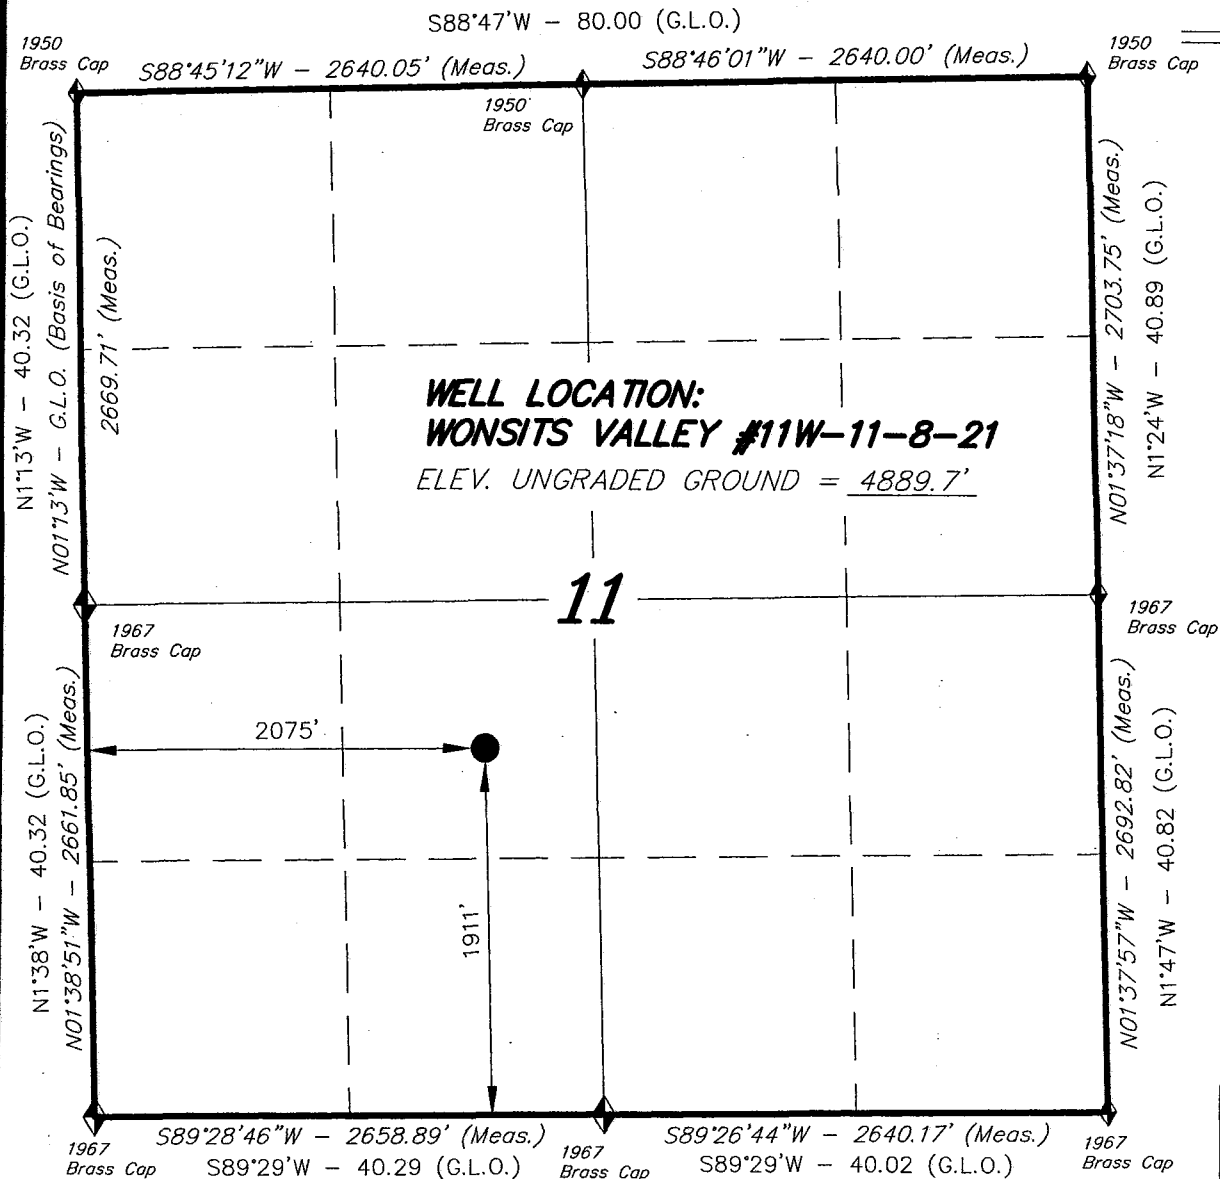 S88°47'W – 80.00 (G.L.O.)
1950
Brass Cap
S88°45'12"W – 2640.05' (Meas.)
S88°46'01"W – 2640.00' (Meas.)
1950
Brass Cap
1950
Brass Cap
N1°13'W – 40.32 (G.L.O.)
N01°13'W – G.L.O. (Basis of Bearings)
2669.71' (Meas.)
N01°37'18"W – 2703.75' (Meas.)
N1°24'W – 40.89 (G.L.O.)
WELL LOCATION:
WONSITS VALLEY #11W–11–8–21
ELEV. UNGRADED GROUND = 4889.7'
11
1967
Brass Cap
1967
Brass Cap
N1°38'W – 40.32 (G.L.O.)
N01°38'51"W – 2661.85' (Meas.)
2075'
1911'
N01°37'57"W – 2692.82' (Meas.)
N1°47'W – 40.82 (G.L.O.)
1967
Brass Cap
S89°28'46"W – 2658.89' (Meas.)
S89°29'W – 40.29 (G.L.O.)
1967
Brass Cap
S89°26'44"W – 2640.17' (Meas.)
S89°29'W – 40.02 (G.L.O.)
1967
Brass Cap